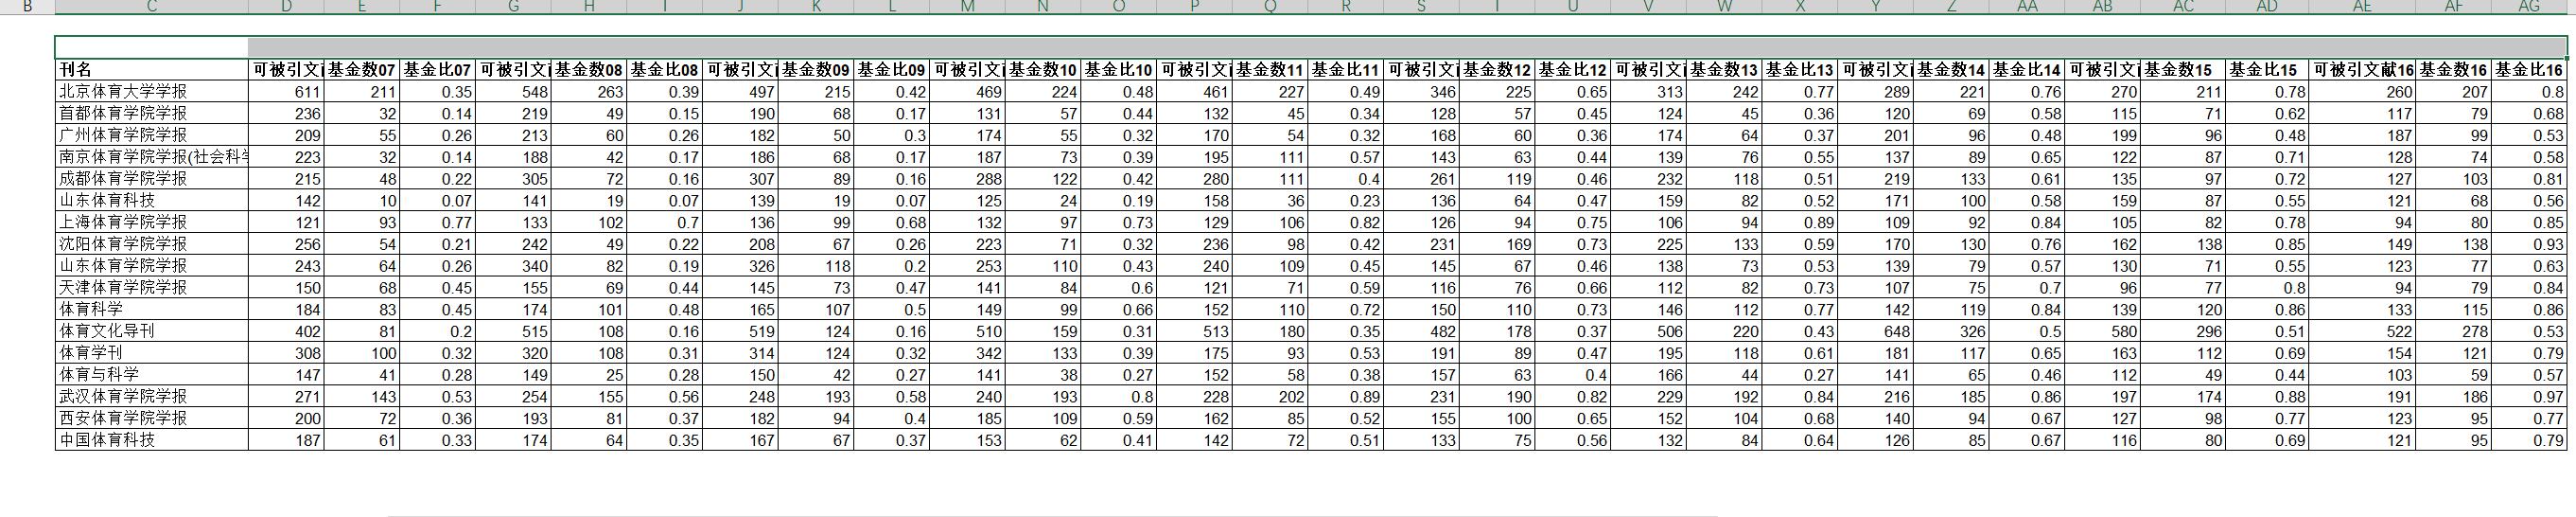 B C D E F G H I J K L M N O P Q R S T U V W X Y Z AA AB AC AD AE AF AG
刊名 可被引文 基金数07 基金比07 可被引文 基金数08 基金比08 可被引文 基金数09 基金比09 可被引文 基金数10 基金比10 可被引文 基金数11 基金比11 可被引文 基金数12 基金比12 可被引文 基金数13 基金比13 可被引文 基金数14 基金比14 可被引文 基金数15 基金比15 可被引文献16 基金数16 基金比16
北京体育大学学报 611 211 0.35 548 263 0.39 497 215 0.42 469 224 0.48 461 227 0.49 346 225 0.65 313 242 0.77 289 221 0.76 270 211 0.78 260 207 0.8
首都体育学院学报 236 32 0.14 219 49 0.15 190 68 0.17 131 57 0.44 132 45 0.34 128 57 0.45 124 45 0.36 120 69 0.58 115 71 0.62 117 79 0.68
广州体育学院学报 209 55 0.26 213 60 0.26 182 50 0.3 174 55 0.32 170 54 0.32 168 60 0.36 174 64 0.37 201 96 0.48 199 96 0.48 187 99 0.53
南京体育学院学报(社会科学 223 32 0.14 188 42 0.17 186 68 0.17 187 73 0.39 195 111 0.57 143 63 0.44 139 76 0.55 137 89 0.65 122 87 0.71 128 74 0.58
成都体育学院学报 215 48 0.22 305 72 0.16 307 89 0.16 288 122 0.42 280 111 0.4 261 119 0.46 232 118 0.51 219 133 0.61 135 97 0.72 127 103 0.81
山东体育科技 142 10 0.07 141 19 0.07 139 19 0.07 125 24 0.19 158 36 0.23 136 64 0.47 159 82 0.52 171 100 0.58 159 87 0.55 121 68 0.56
上海体育学院学报 121 93 0.77 133 102 0.7 136 99 0.68 132 97 0.73 129 106 0.82 126 94 0.75 106 94 0.89 109 92 0.84 105 82 0.78 94 80 0.85
沈阳体育学院学报 256 54 0.21 242 49 0.22 208 67 0.26 223 71 0.32 236 98 0.42 231 169 0.73 225 133 0.59 170 130 0.76 162 138 0.85 149 138 0.93
山东体育学院学报 243 64 0.26 340 82 0.19 326 118 0.2 253 110 0.43 240 109 0.45 145 67 0.46 138 73 0.53 139 79 0.57 130 71 0.55 123 77 0.63
天津体育学院学报 150 68 0.45 155 69 0.44 145 73 0.47 141 84 0.6 121 71 0.59 116 76 0.66 112 82 0.73 107 75 0.7 96 77 0.8 94 79 0.84
体育科学 184 83 0.45 174 101 0.48 165 107 0.5 149 99 0.66 152 110 0.72 150 110 0.73 146 112 0.77 142 119 0.84 139 120 0.86 133 115 0.86
体育文化导刊 402 81 0.2 515 108 0.16 519 124 0.16 510 159 0.31 513 180 0.35 482 178 0.37 506 220 0.43 648 326 0.5 580 296 0.51 522 278 0.53
体育学刊 308 100 0.32 320 108 0.31 314 124 0.32 342 133 0.39 175 93 0.53 191 89 0.47 195 118 0.61 181 117 0.65 163 112 0.69 154 121 0.79
体育与科学 147 41 0.28 149 25 0.28 150 42 0.27 141 38 0.27 152 58 0.38 157 63 0.4 166 44 0.27 141 65 0.46 112 49 0.44 103 59 0.57
武汉体育学院学报 271 143 0.53 254 155 0.56 248 193 0.58 240 193 0.8 228 202 0.89 231 190 0.82 229 192 0.84 216 185 0.86 197 174 0.88 191 186 0.97
西安体育学院学报 200 72 0.36 193 81 0.37 182 94 0.4 185 109 0.59 162 85 0.52 155 100 0.65 152 104 0.68 140 94 0.67 127 98 0.77 123 95 0.77
中国体育科技 187 61 0.33 174 64 0.35 167 67 0.37 153 62 0.41 142 72 0.51 133 75 0.56 132 84 0.64 126 85 0.67 116 80 0.69 121 95 0.79